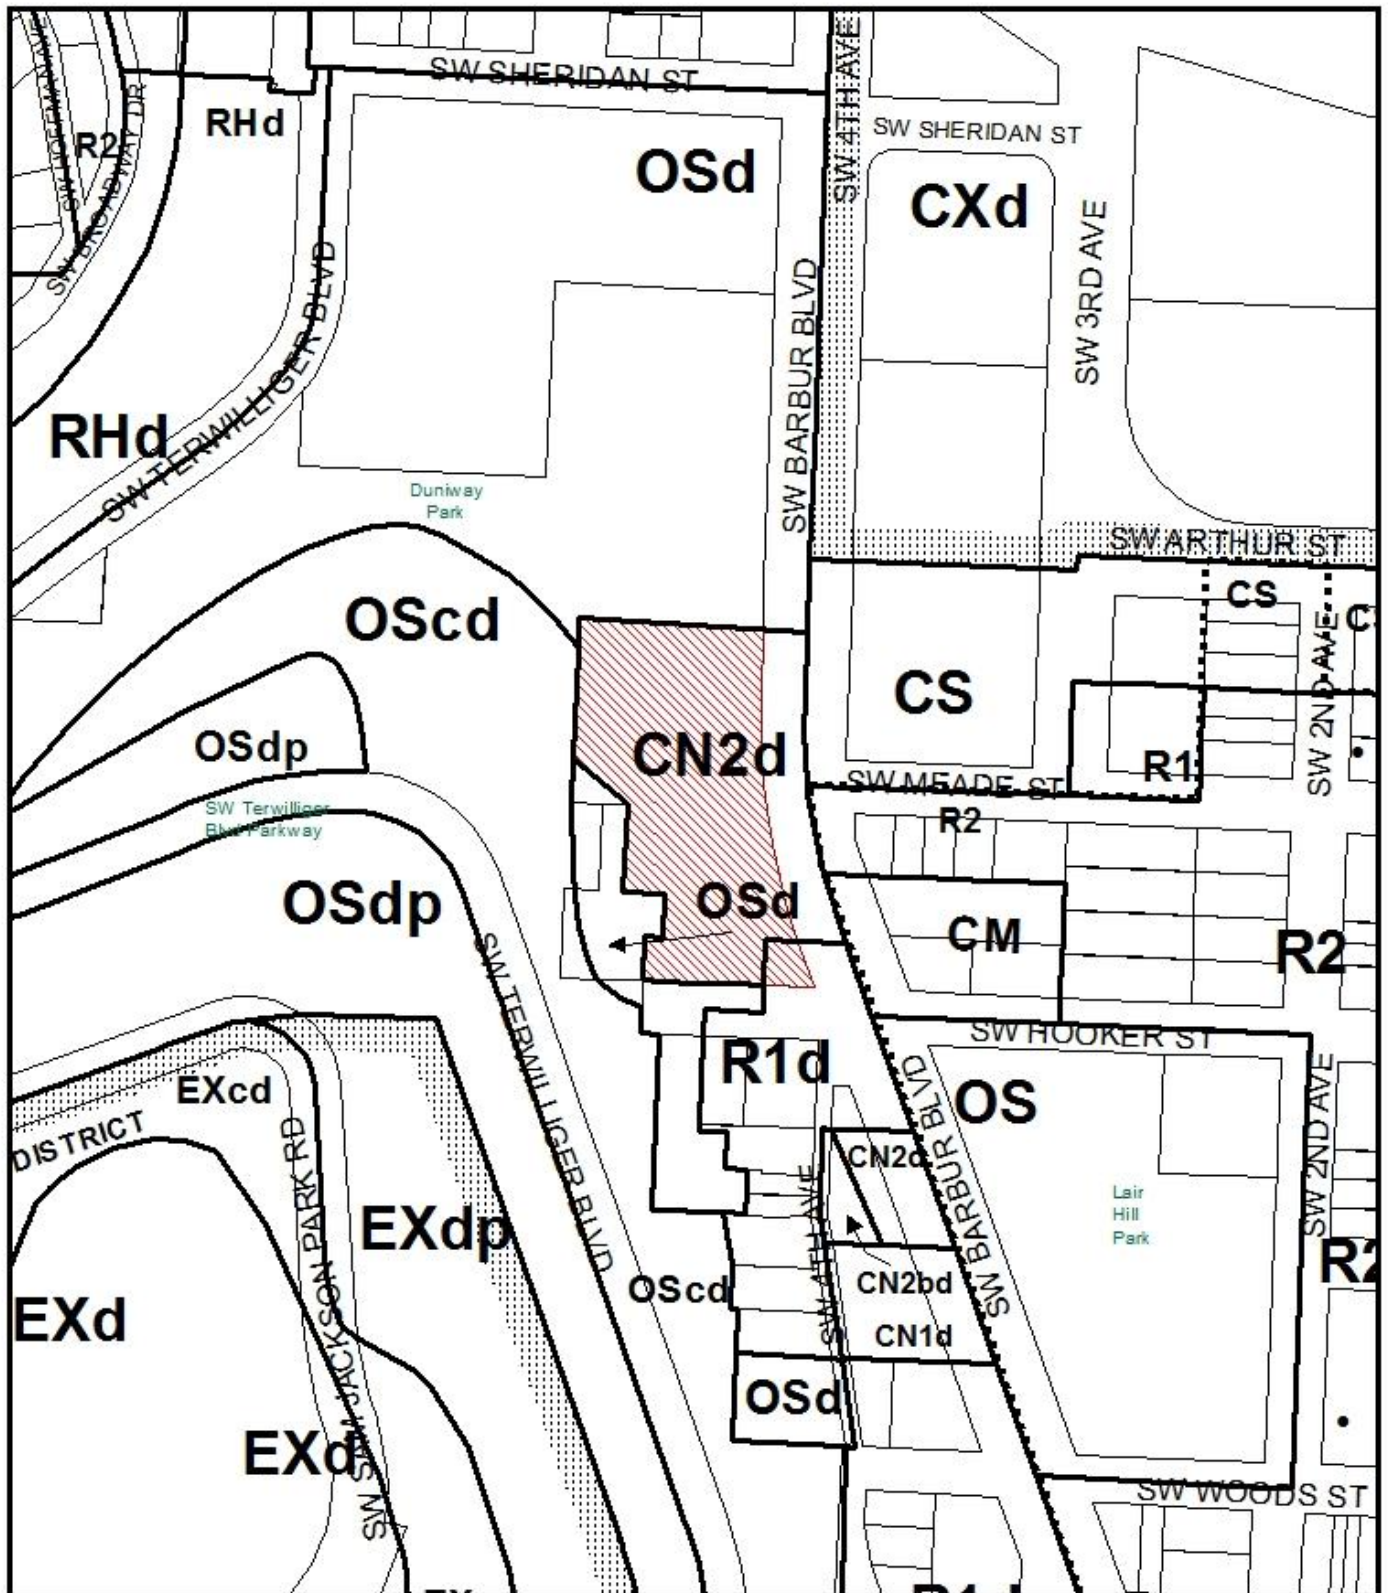 SW SHERIDAN ST
SW 4TH AVE
RHd
R2
SW BROADWAY DR
SW SHERIDAN ST
OSd
CXd
SW 3RD AVE
SW TERWILLIGER BLVD
SW BARBUR BLVD
RHd
Duniway
Park
SW ARTHUR ST
CS
OScd
CS
SW 2ND AVE
OSdp
CN2d
R1
SW MEADE ST
SW Terwilliger
Blvd Parkway
R2
OSdp
OSd
CM
R2
SW TERWILLIGER BLVD
SW HOOKER ST
R1d
EXcd
OS
DISTRICT
SW BARBUR BLVD
SW 2ND AVE
CN2d
SW SAM JACKSON PARK RD
EXdp
SW 4TH AVE
Lair
Hill
Park
OScd
CN2bd
R2
EXd
CN1d
OSd
EXd
SW WOODS ST